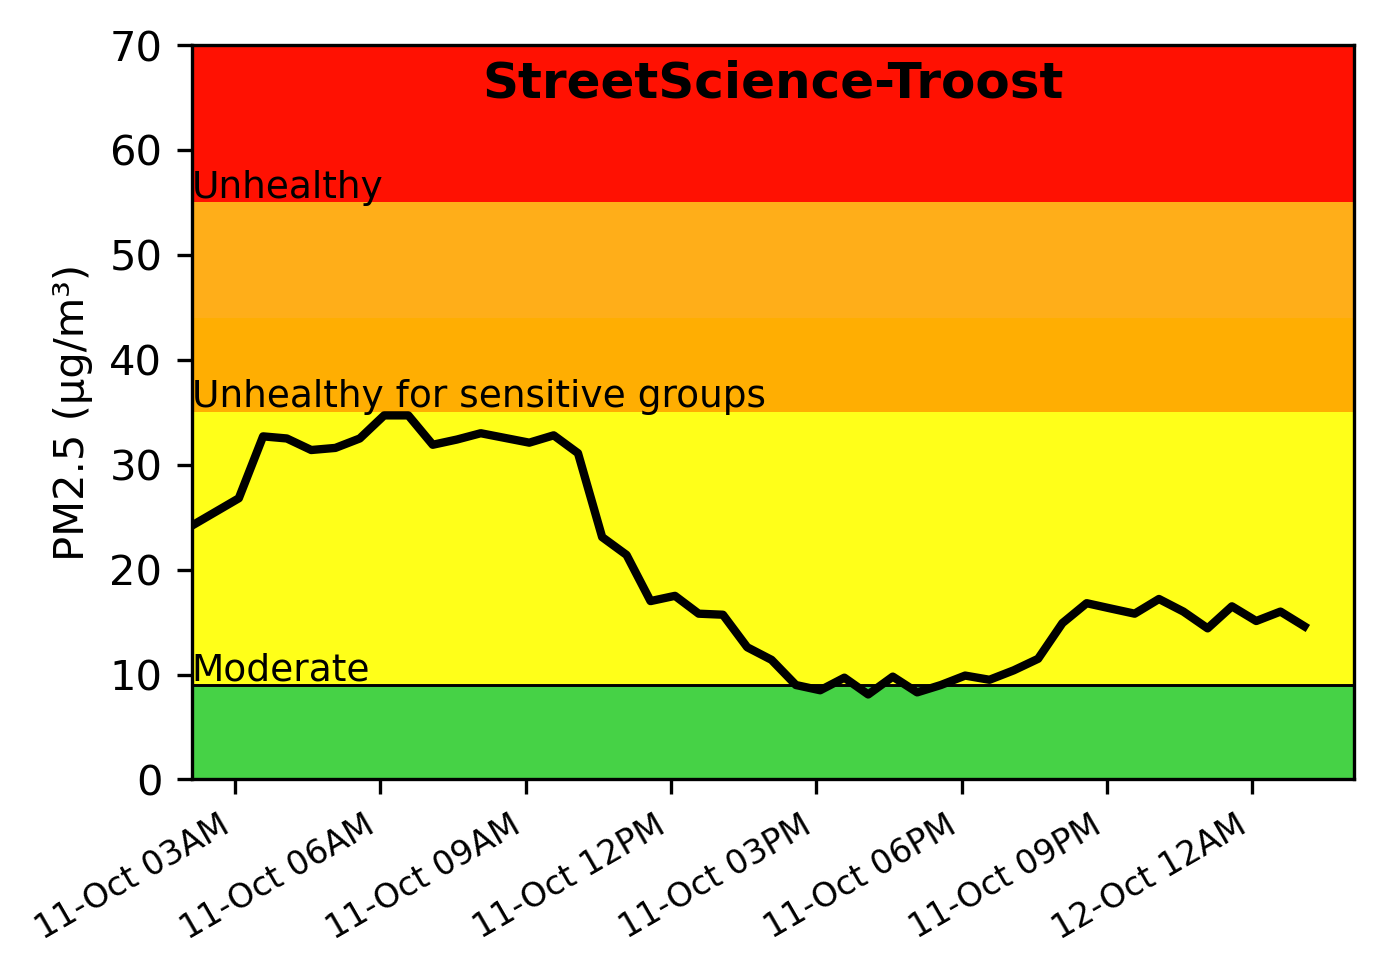 StreetScience-Troost
70
60
50
40
30
20
10
0
PM2.5 (µg/m³)
Unhealthy
Unhealthy for sensitive groups
Moderate
11-Oct 03AM
11-Oct 06AM
11-Oct 09AM
11-Oct 12PM
11-Oct 03PM
11-Oct 06PM
11-Oct 09PM
12-Oct 12AM